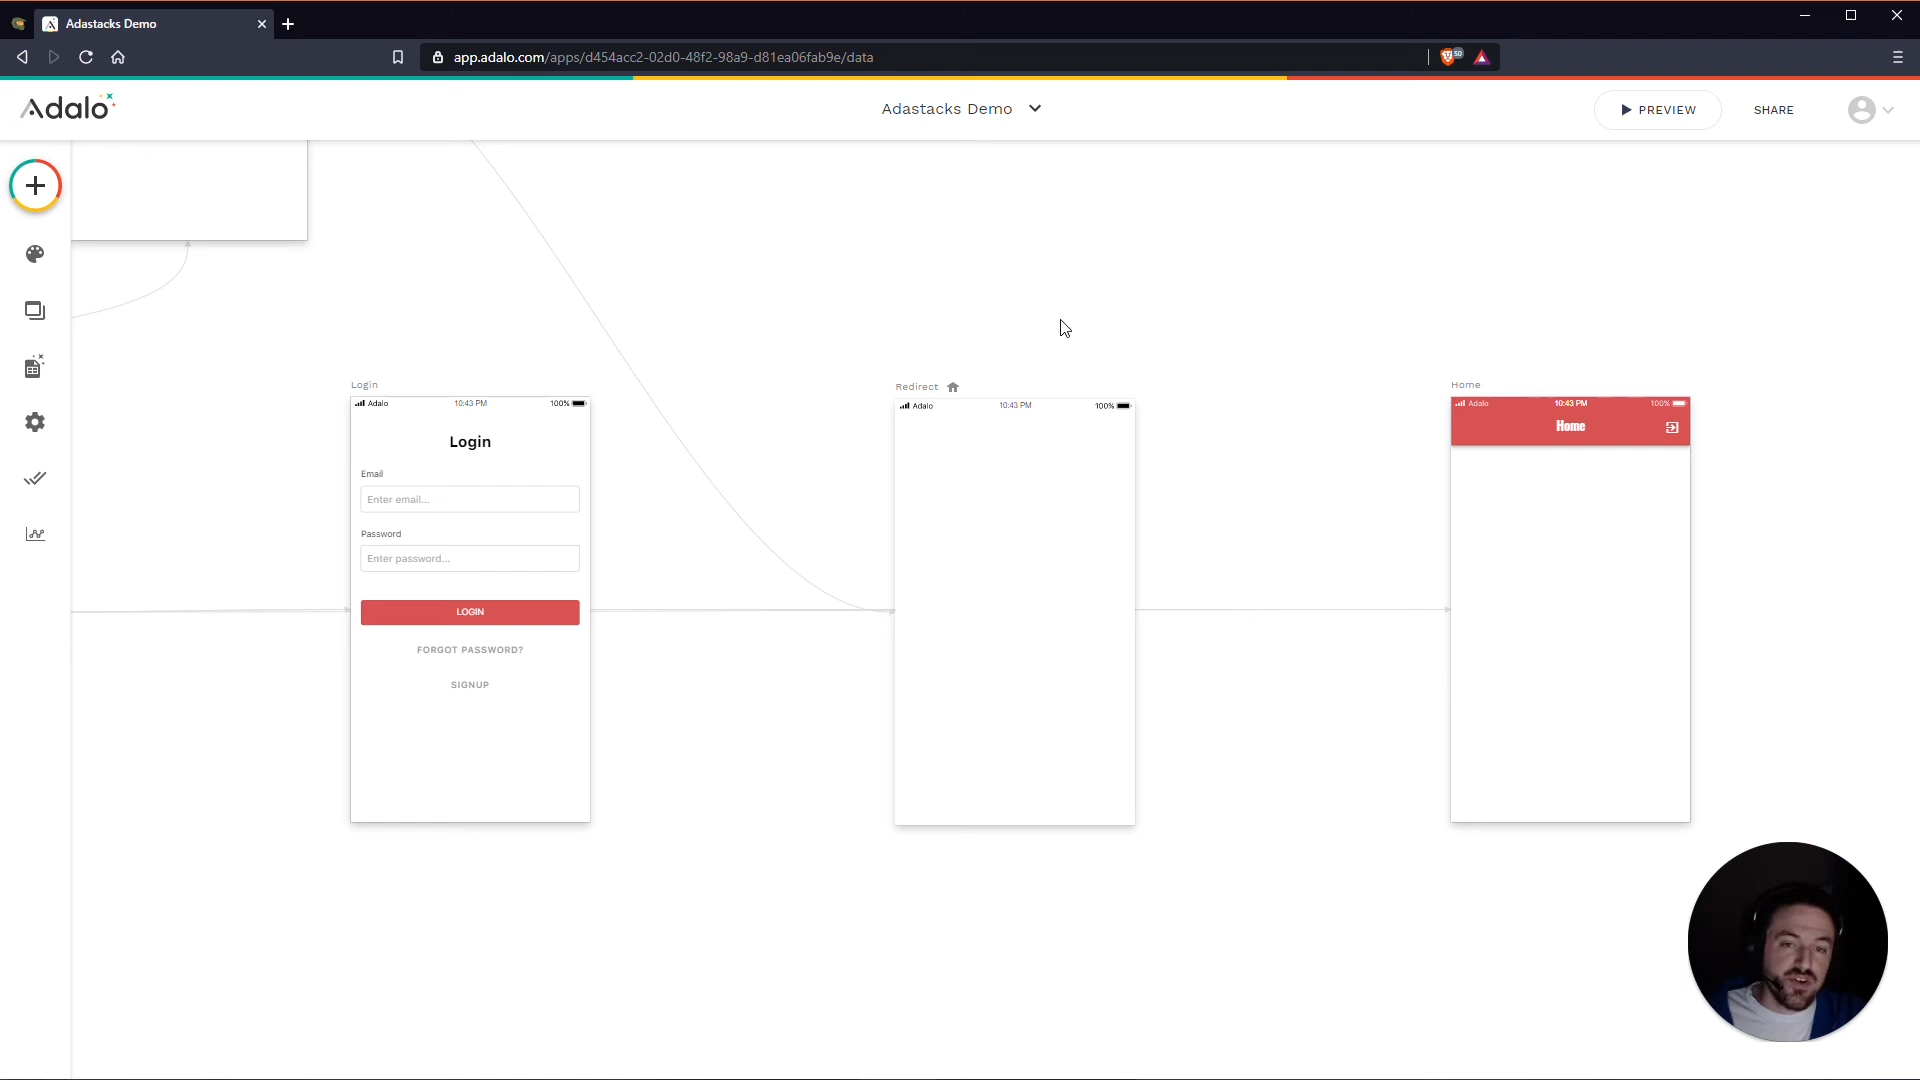 Adastacks Demo
app.adalo.com/apps/d454acc2-02d0-48f2-98a9-d81ea06fab9e/data
50
Adalo
Adastacks Demo
PREVIEW
SHARE
Login
Adalo 10:43 PM 100%
Login
Email
Enter email...
Password
Enter password...
LOGIN
FORGOT PASSWORD?
SIGNUP
Redirect
Adalo 10:43 PM 100%
Home
Adalo 10:43 PM 100%
Home